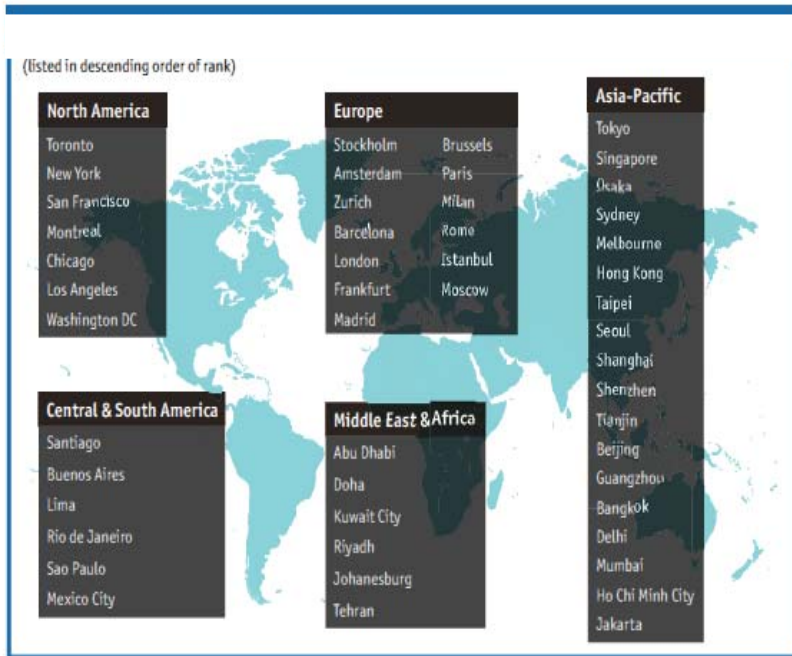 (listed in descending order of rank)
North America
Toronto
New York
San Francisco
Montreal
Chicago
Los Angeles
Washington DC
Europe
Stockholm
Amsterdam
Zurich
Barcelona
London
Frankfurt
Madrid
Brussels
Paris
Milan
Rome
Istanbul
Moscow
Asia-Pacific
Tokyo
Singapore
Osaka
Sydney
Melbourne
Hong Kong
Taipei
Seoul
Shanghai
Shenzhen
Tianjin
Beijing
Guangzhou
Bangkok
Delhi
Mumbai
Ho Chi Minh City
Jakarta
Central & South America
Santiago
Buenos Aires
Lima
Rio de Janeiro
Sao Paulo
Mexico City
Middle East & Africa
Abu Dhabi
Doha
Kuwait City
Riyadh
Johanesburg
Tehran